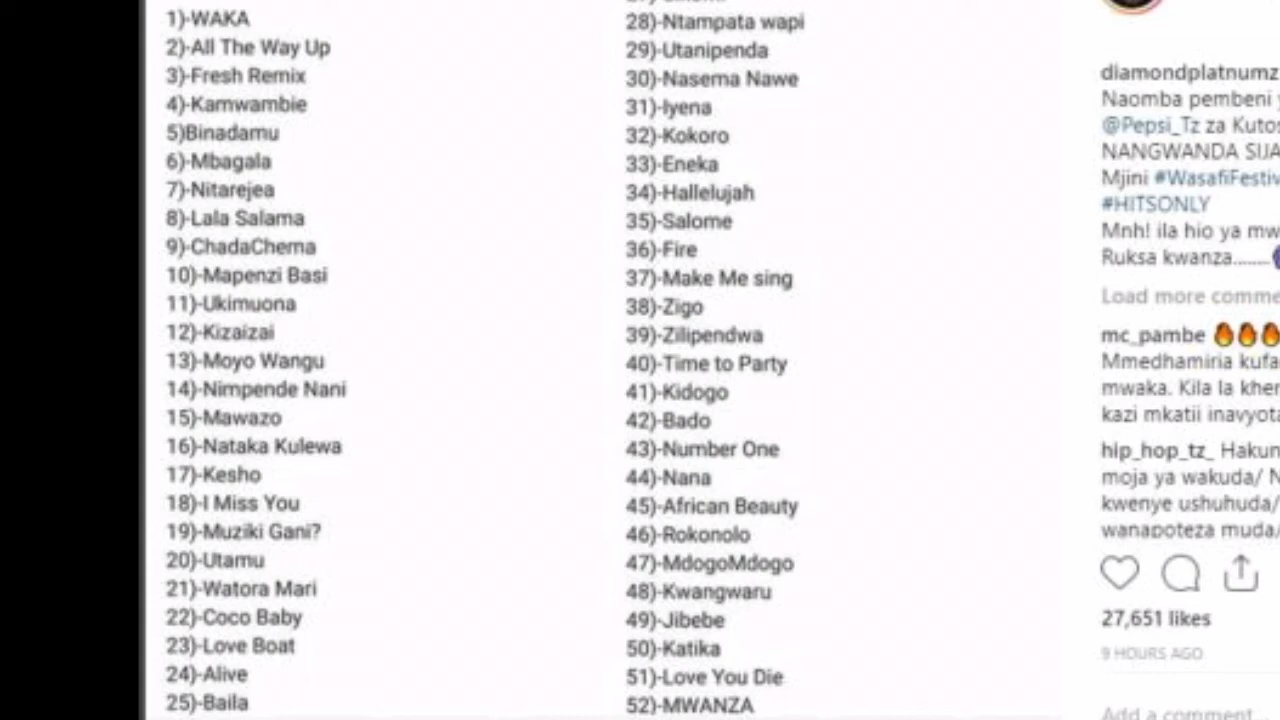 1)-WAKA
2)-All The Way Up
3)-Fresh Remix
4)-Kamwambie
5)Binadamu
6)-Mbagala
7)-Nitarejea
8)-Lala Salama
9)-ChadaChema
10)-Mapenzi Basi
11)-Ukimuona
12)-Kizaizai
13)-Moyo Wangu
14)-Nimpende Nani
15)-Mawazo
16)-Nataka Kulewa
17)-Kesho
18)-I Miss You
19)-Muziki Gani?
20)-Utamu
21)-Watora Mari
22)-Coco Baby
23)-Love Boat
24)-Alive
25)-Baila
28)-Ntampata wapi
29)-Utanipenda
30)-Nasema Nawe
31)-Iyena
32)-Kokoro
33)-Eneka
34)-Hallelujah
35)-Salome
36)-Fire
37)-Make Me sing
38)-Zigo
39)-Zilipendwa
40)-Time to Party
41)-Kidogo
42)-Bado
43)-Number One
44)-Nana
45)-African Beauty
46)-Rokonolo
47)-MdogoMdogo
48)-Kwangwaru
49)-Jibebe
50)-Katika
51)-Love You Die
52)-MWANZA
diamondplatnumz
Naomba pembeni
@Pepsi_Tz za Kutos
NANGWANDA SIJA
Mjini #WasafiFestiv
#HITSONLY
Mnh! ila hio ya mw
Ruksa kwanza.......
Load more comme
mc_pambe 🔥🔥🔥
Mmedhamiria kufa
mwaka. Kila la kher
kazi mkatii inavyota
hip_hop_tz_ Hakun
moja ya wakuda/ N
kwenye ushuhuda/
wanapoteza muda/
27,651 likes
9 HOURS AGO
Add a comment...